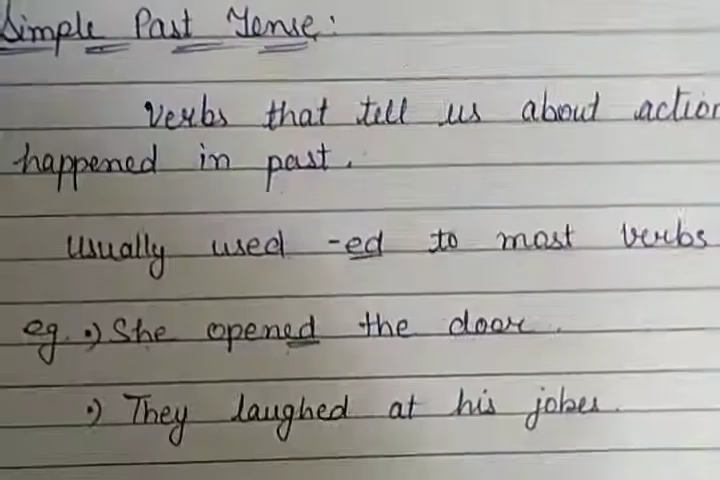 Simple Past Tense:
Verbs that tell us about action
happened in past.
Usually used -ed to most verbs
eg. •) She opened the door.
•) They laughed at his jobes.